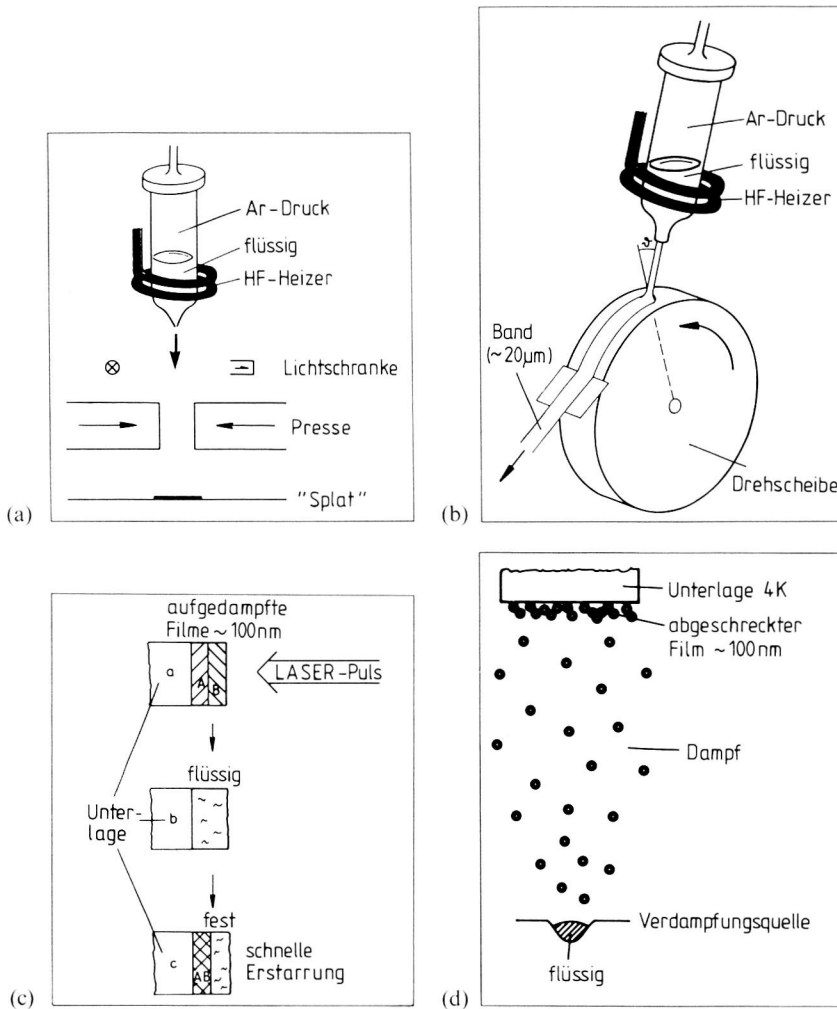 Ar-Druck
flüssig
HF-Heizer
Lichtschranke
Presse
"Splat"
(a)
Ar-Druck
flüssig
HF-Heizer
ϑ
Band
(~20µm)
Drehscheibe
(b)
aufgedampfte
Filme ~ 100nm
a
A
B
LASER-Puls
flüssig
Unter-
lage
b
fest
c
AB
schnelle
Erstarrung
(c)
Unterlage 4K
abgeschreckter
Film ~100nm
Dampf
Verdampfungsquelle
flüssig
(d)